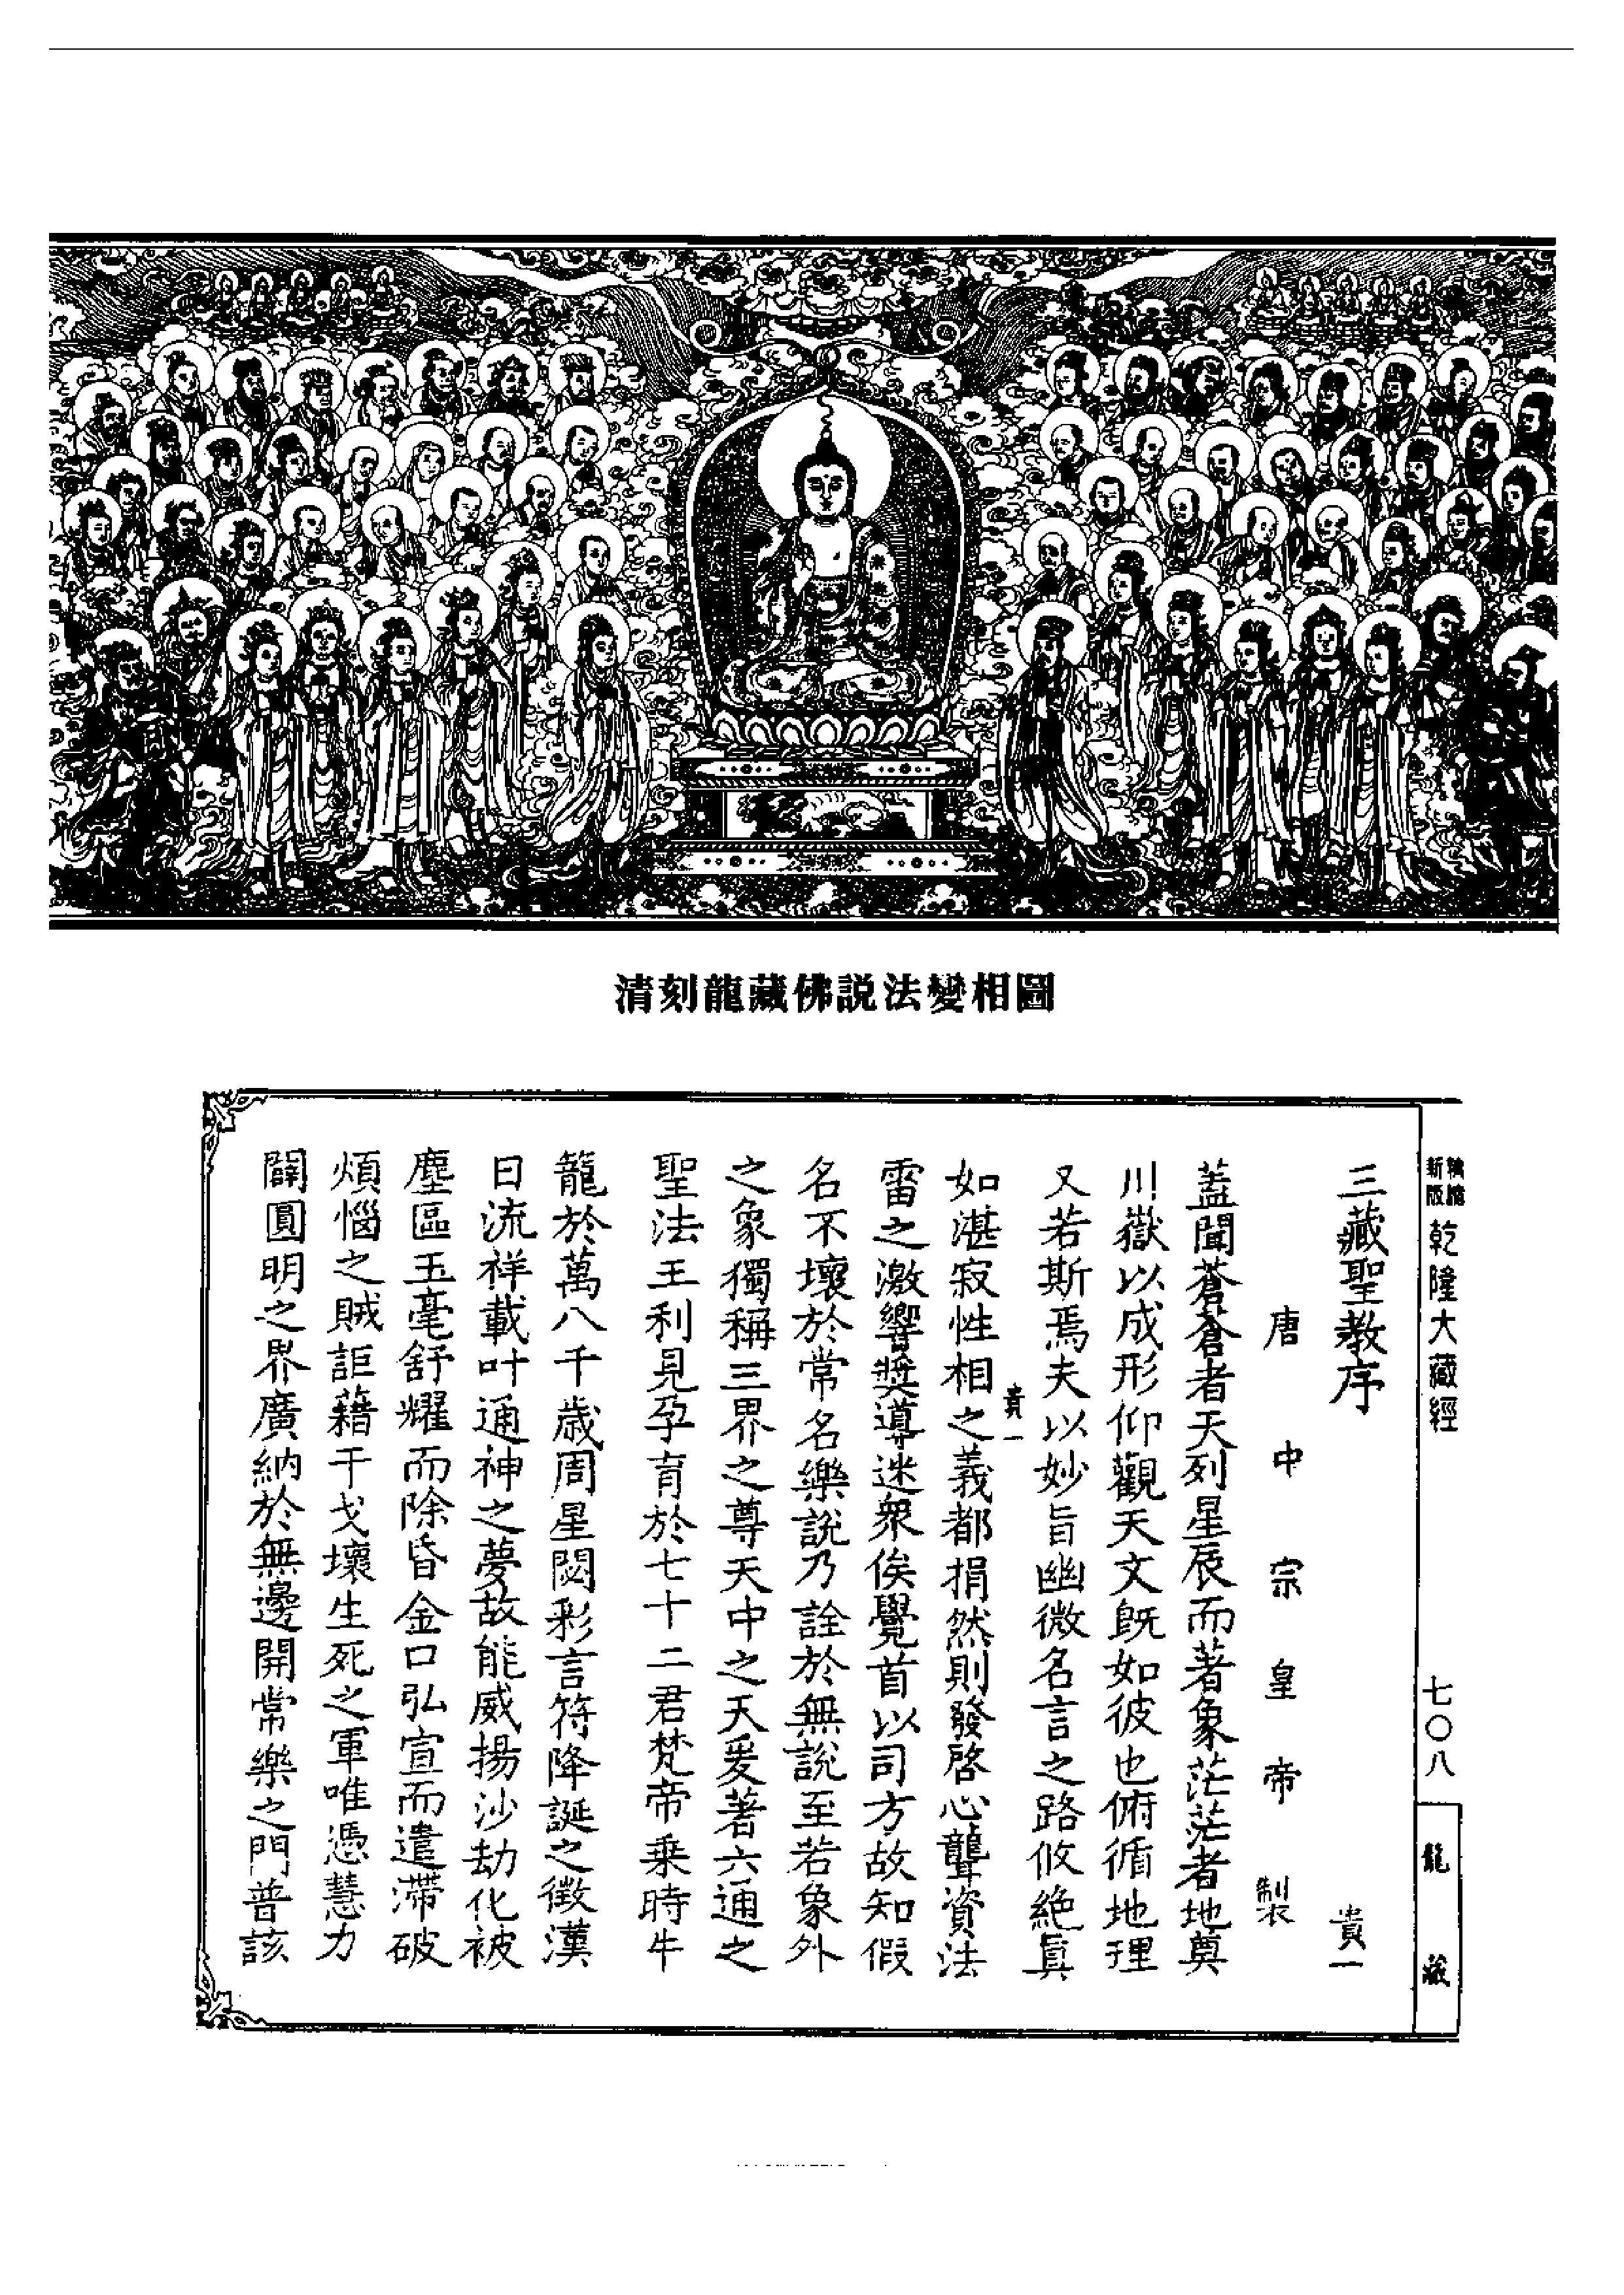 清刻龍藏佛説法變相圖
新版
乾隆大藏經
七〇八
龍藏
三藏聖教序
貴一
唐中宗皇帝製
蓋聞蒼蒼者天列星辰而著象茫茫者地奠
川嶽以成形仰觀天文既如彼也俯循地理
又若斯焉夫以妙旨幽微名言之路攸絶眞
貴一
如湛寂性相之義都捐然則發啓心聾資法
雷之激響獎導迷衆俟覺首以司方故知假
名不壞於常名樂説乃詮於無説至若象外
之象獨稱三界之尊天中之天爰著六通之
聖法王利見孕育於七十二君梵帝乗時牢
籠於萬八千歳周星閟彩言符降誕之徴漢
日流祥載叶通神之夢故能威揚沙劫化被
塵區玉毫舒耀而除昏金口弘宣而遣滯破
煩惱之賊詎藉干戈壞生死之軍唯憑慧力
闢圓明之界廣納於無邊開常樂之門普該